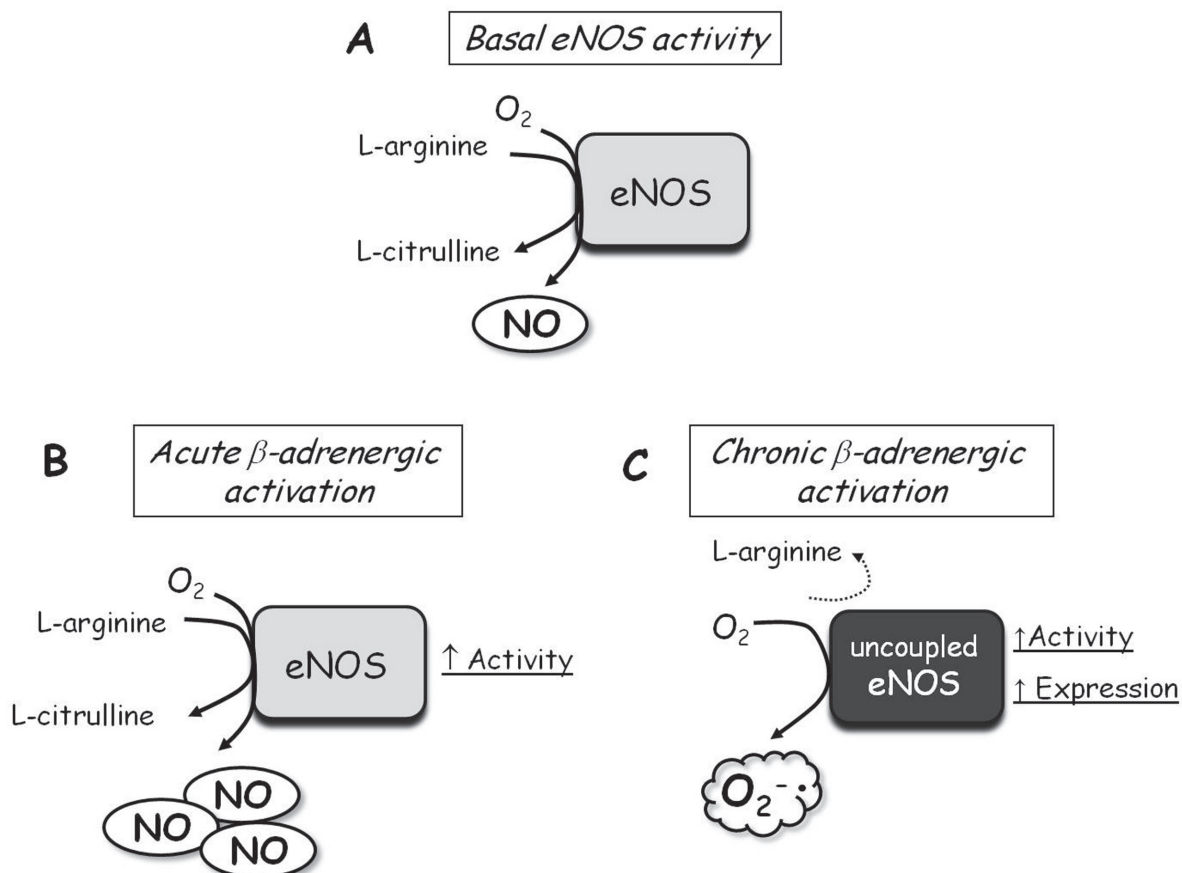 A
Basal eNOS activity
O₂
L-arginine
eNOS
L-citrulline
NO
B
Acute β-adrenergic
activation
O₂
L-arginine
eNOS
↑ Activity
L-citrulline
NO
NO
NO
C
Chronic β-adrenergic
activation
L-arginine
O₂
uncoupled
eNOS
↑Activity
↑ Expression
O₂⁻·